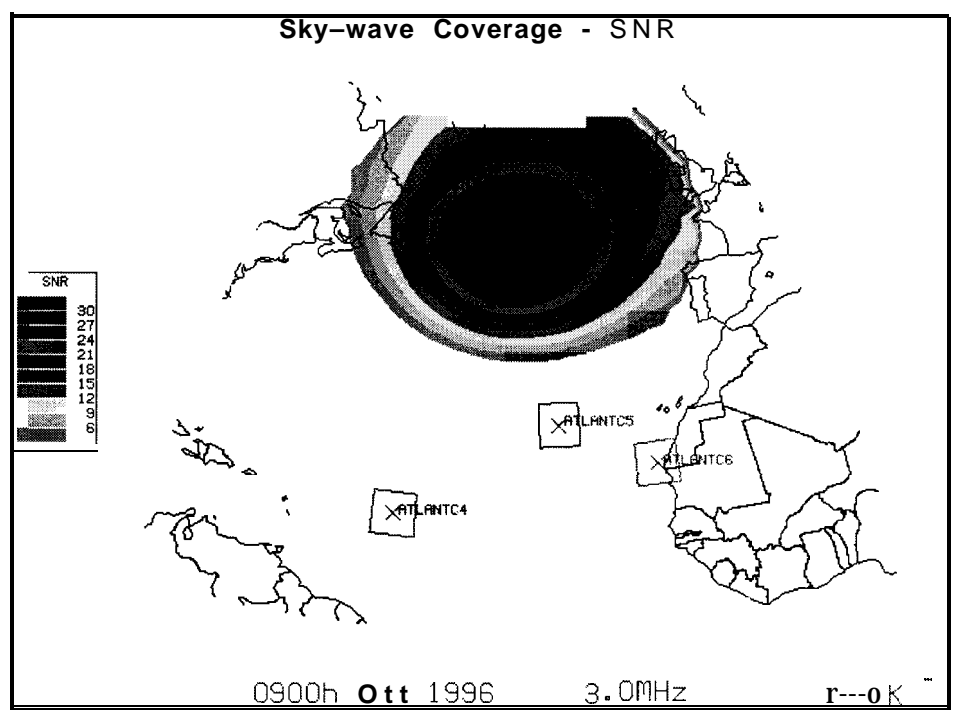 Sky–wave Coverage - SNR
SNR
30
27
24
21
18
15
12
9
6
ATLANTC5
ATLANTC6
ATLANTC4
0900h Ott 1996 3.0MHz r---o K